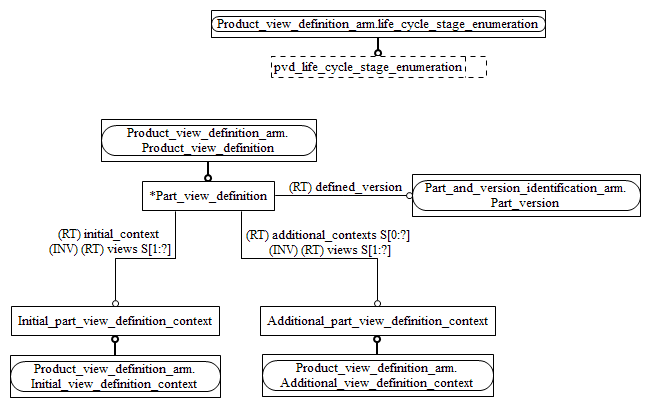 Product_view_definition_arm.life_cycle_stage_enumeration
pvd_life_cycle_stage_enumeration
Product_view_definition_arm.
Product_view_definition
*Part_view_definition
(RT) defined_version
Part_and_version_identification_arm.
Part_version
(RT) initial_context
(INV) (RT) views S[1:?]
(RT) additional_contexts S[0:?]
(INV) (RT) views S[1:?]
Initial_part_view_definition_context
Additional_part_view_definition_context
Product_view_definition_arm.
Initial_view_definition_context
Product_view_definition_arm.
Additional_view_definition_context